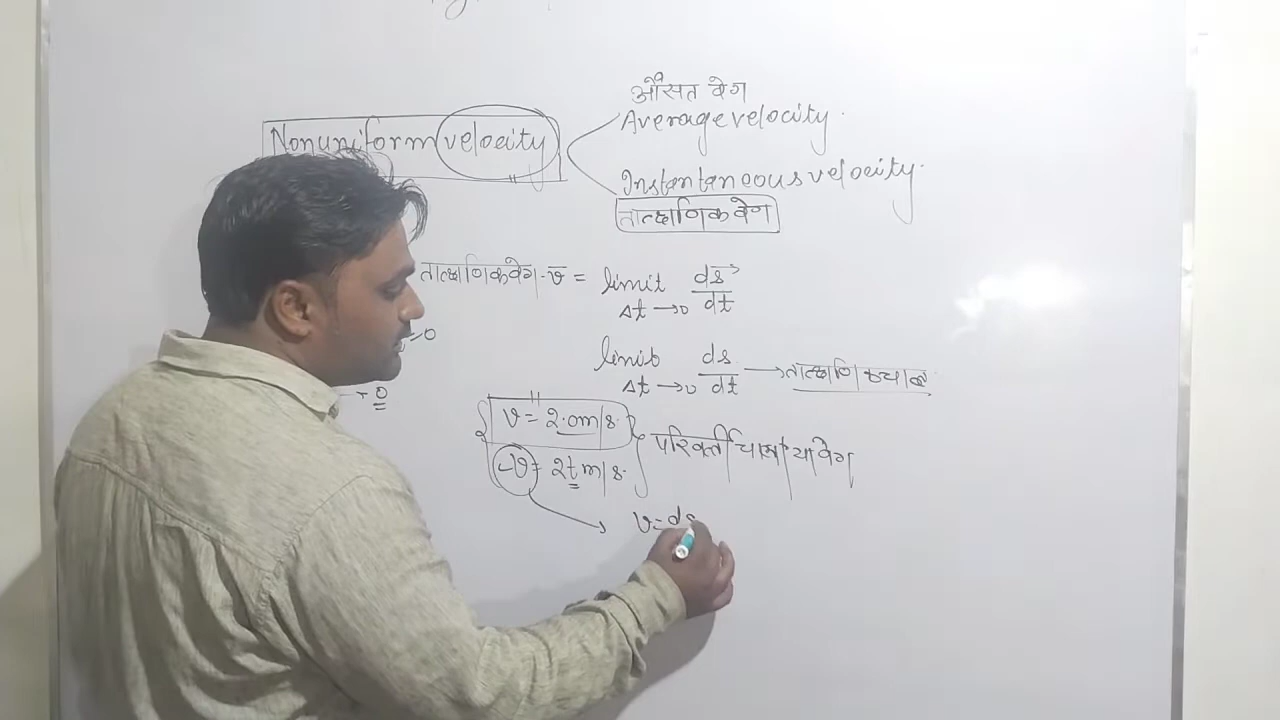 औसत वेग
Nonuniform velocity
Average velocity.
Instantaneous velocity.
तात्क्षणिक वेग
तात्क्षणिक वेग - v⃗ = limit Δt→0 ds⃗/dt
→ 0
limit Δt→0 ds/dt → तात्क्षणिक चाल
v = 2.0m/s.
परिवर्ती चाल या वेग
v = 2t m/s.
v = ds